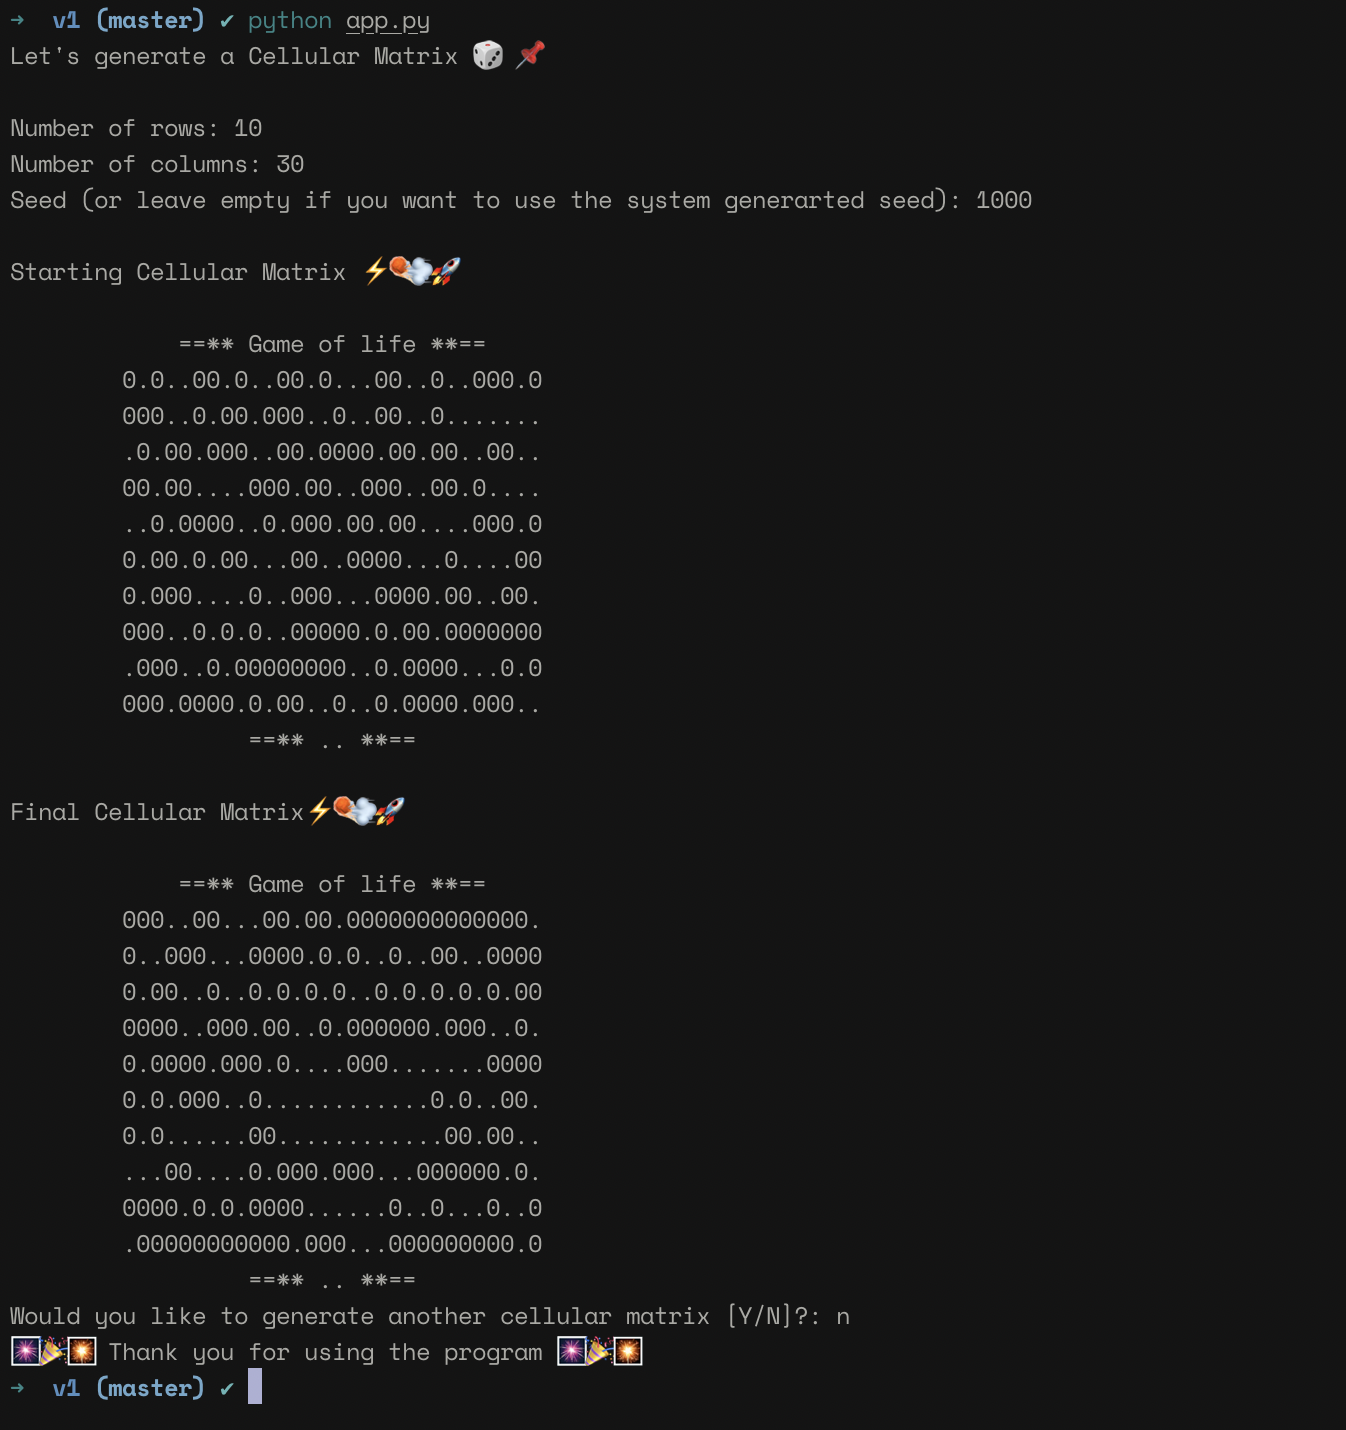 →  v1 (master) ✔ python app.py
Let's generate a Cellular Matrix 🎲 📌
Number of rows: 10
Number of columns: 30
Seed (or leave empty if you want to use the system generarted seed): 1000
Starting Cellular Matrix ⚡🏀💨🚀
==** Game of life **==
0.0..00.0..00.0...00..0..000.0
000..0.00.000..0..00..0.......
.0.00.000..00.0000.00.00..00..
00.00....000.00..000..00.0....
..0.0000..0.000.00.00....000.0
0.00.0.00...00..0000...0....00
0.000....0..000...0000.00..00.
000..0.0.0..00000.0.00.0000000
.000..0.00000000..0.0000...0.0
000.0000.0.00..0..0.0000.000..
==** .. **==
Final Cellular Matrix⚡🏀💨🚀
==** Game of life **==
000..00...00.00.0000000000000.
0..000...0000.0.0..0..00..0000
0.00..0..0.0.0.0..0.0.0.0.0.00
0000..000.00..0.000000.000..0.
0.0000.000.0....000.......0000
0.0.000..0............0.0..00.
0.0......00............00.00..
...00....0.000.000...000000.0.
0000.0.0.0000......0..0...0..0
.00000000000.000...000000000.0
==** .. **==
Would you like to generate another cellular matrix [Y/N]?: n
🎆🎉🎇 Thank you for using the program 🎆🎉🎇
→  v1 (master) ✔